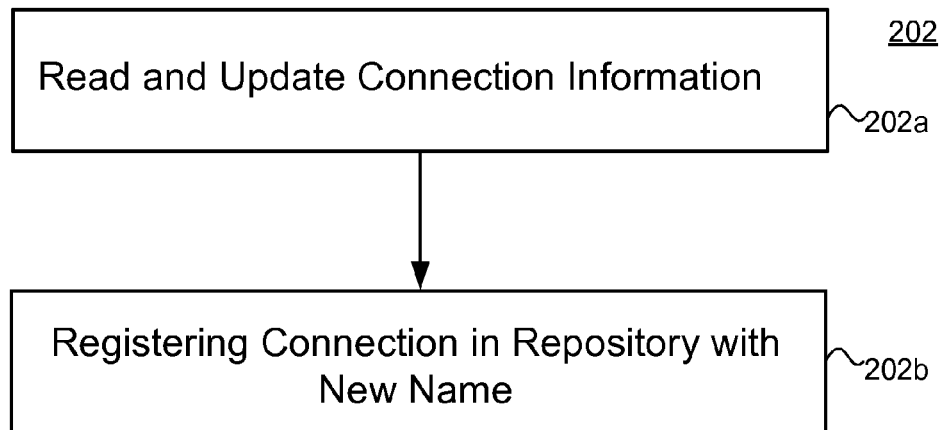 202
Read and Update Connection Information
202a
Registering Connection in Repository with
New Name
202b